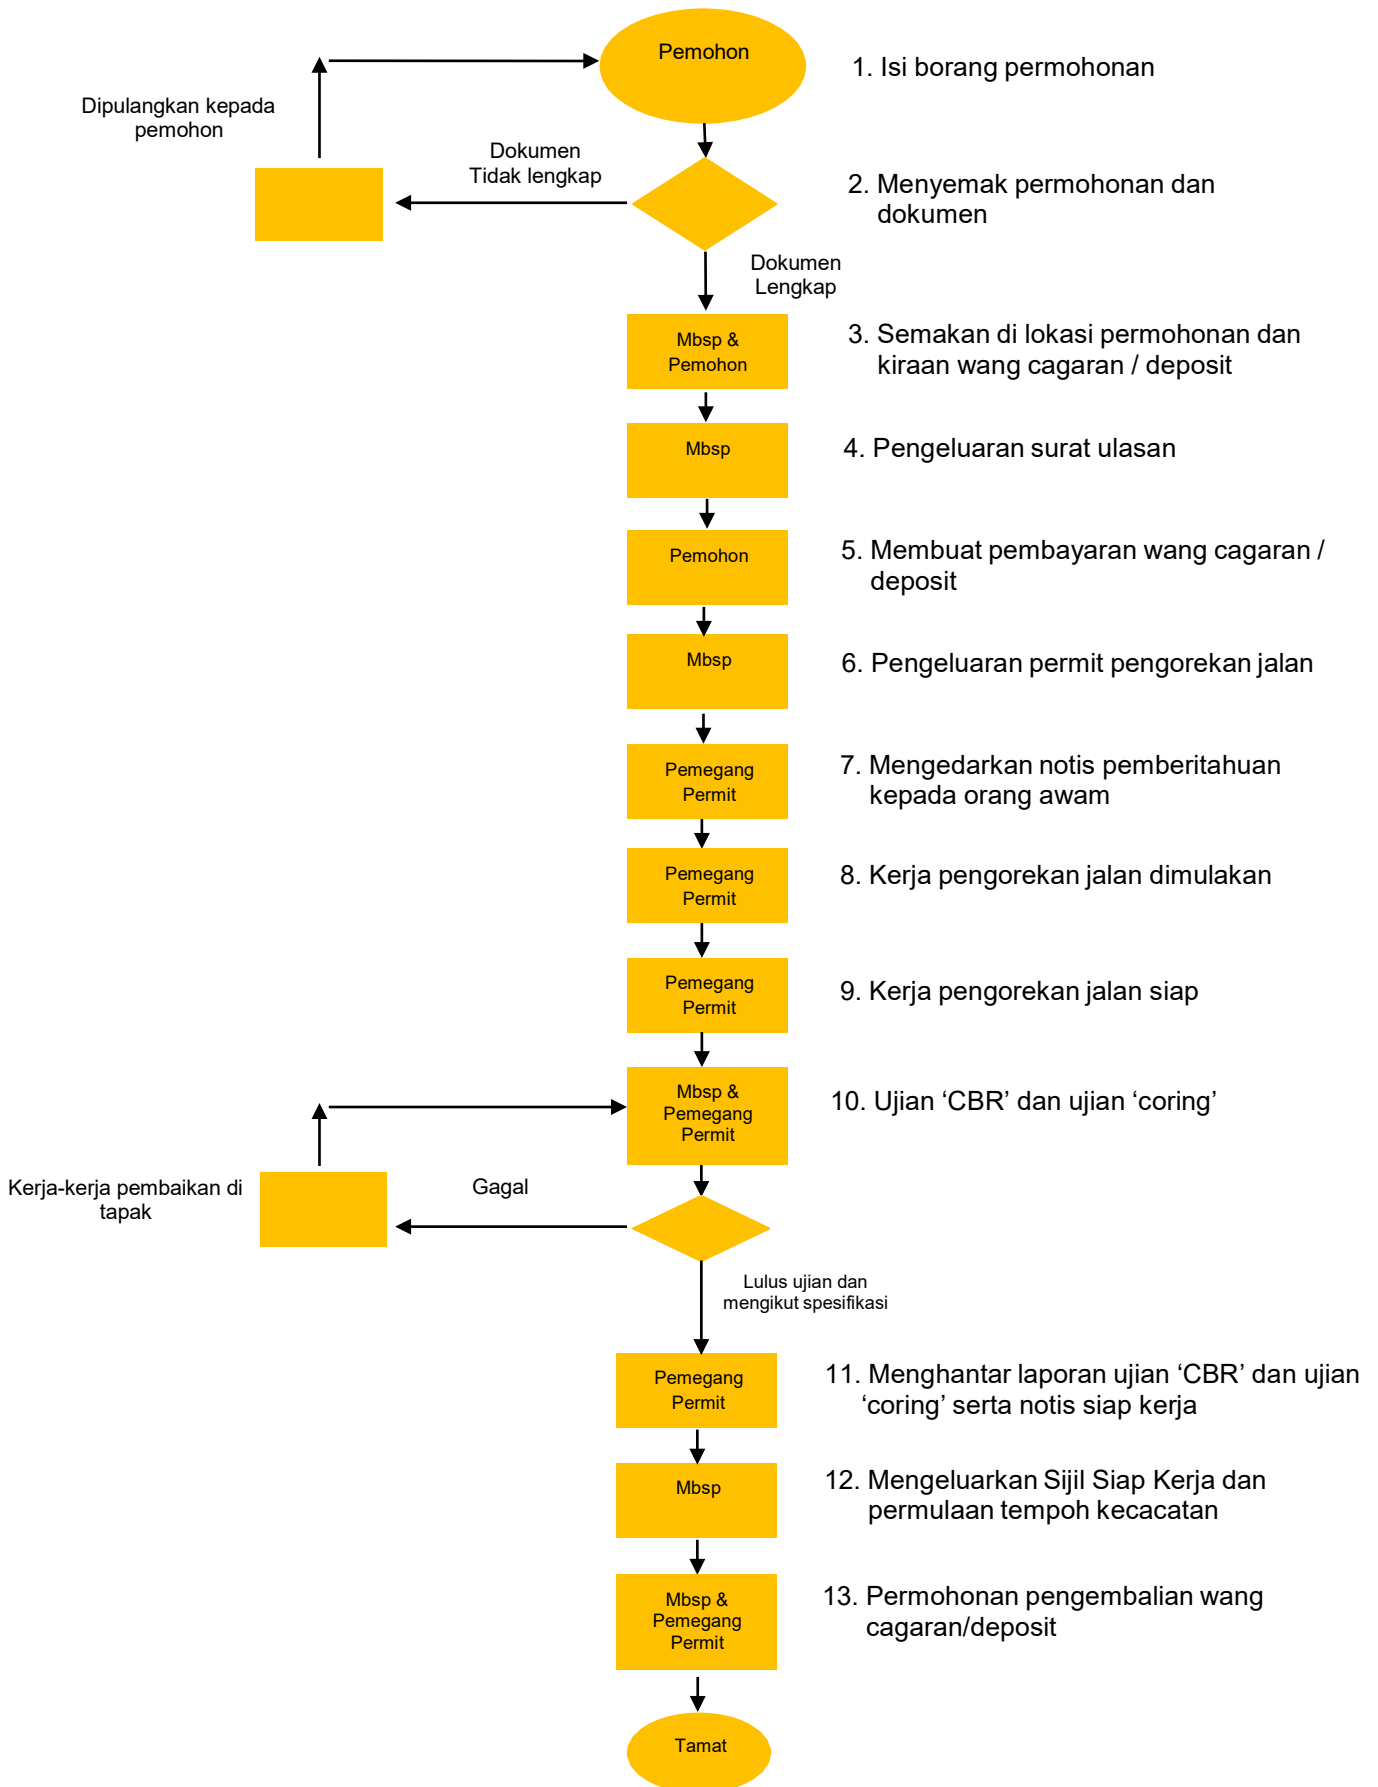 Pemohon
1. Isi borang permohonan
Dipulangkan kepada
pemohon
Dokumen
Tidak lengkap
2. Menyemak permohonan dan
dokumen
Dokumen
Lengkap
Mbsp &
Pemohon
3. Semakan di lokasi permohonan dan
kiraan wang cagaran / deposit
Mbsp
4. Pengeluaran surat ulasan
Pemohon
5. Membuat pembayaran wang cagaran /
deposit
Mbsp
6. Pengeluaran permit pengorekan jalan
Pemegang
Permit
7. Mengedarkan notis pemberitahuan
kepada orang awam
Pemegang
Permit
8. Kerja pengorekan jalan dimulakan
Pemegang
Permit
9. Kerja pengorekan jalan siap
Mbsp &
Pemegang
Permit
10. Ujian ‘CBR’ dan ujian ‘coring’
Kerja-kerja pembaikan di
tapak
Gagal
Lulus ujian dan
mengikut spesifikasi
Pemegang
Permit
11. Menghantar laporan ujian ‘CBR’ dan ujian
‘coring’ serta notis siap kerja
Mbsp
12. Mengeluarkan Sijil Siap Kerja dan
permulaan tempoh kecacatan
Mbsp &
Pemegang
Permit
13. Permohonan pengembalian wang
cagaran/deposit
Tamat